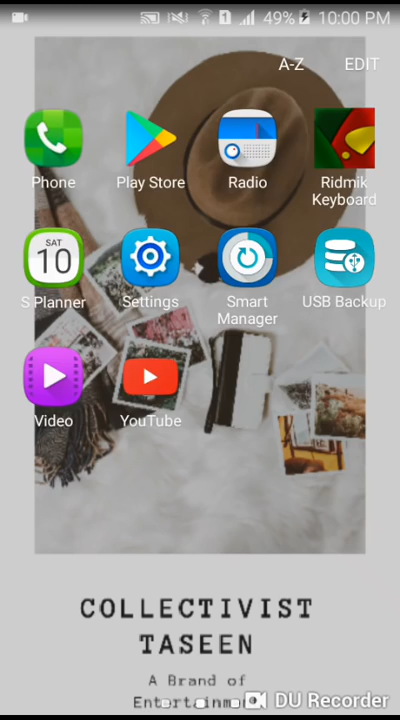 49% 10:00 PM
A-Z EDIT
Phone Play Store Radio Ridmik Keyboard
SAT
10
S Planner Settings Smart Manager USB Backup
Video YouTube
COLLECTIVIST
TASEEN
A Brand of
DU Recorder